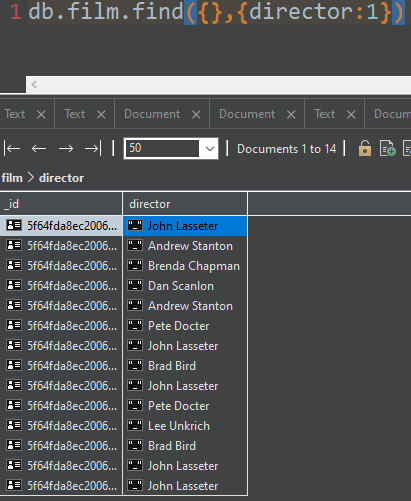 1 db.film.find({},{director:1})
Text Text Document Document Text
50 Documents 1 to 14
film > director
_id director
5f64fda8ec2006... John Lasseter
5f64fda8ec2006... Andrew Stanton
5f64fda8ec2006... Brenda Chapman
5f64fda8ec2006... Dan Scanlon
5f64fda8ec2006... Andrew Stanton
5f64fda8ec2006... Pete Docter
5f64fda8ec2006... John Lasseter
5f64fda8ec2006... Brad Bird
5f64fda8ec2006... John Lasseter
5f64fda8ec2006... Pete Docter
5f64fda8ec2006... Lee Unkrich
5f64fda8ec2006... Brad Bird
5f64fda8ec2006... John Lasseter
5f64fda8ec2006... John Lasseter